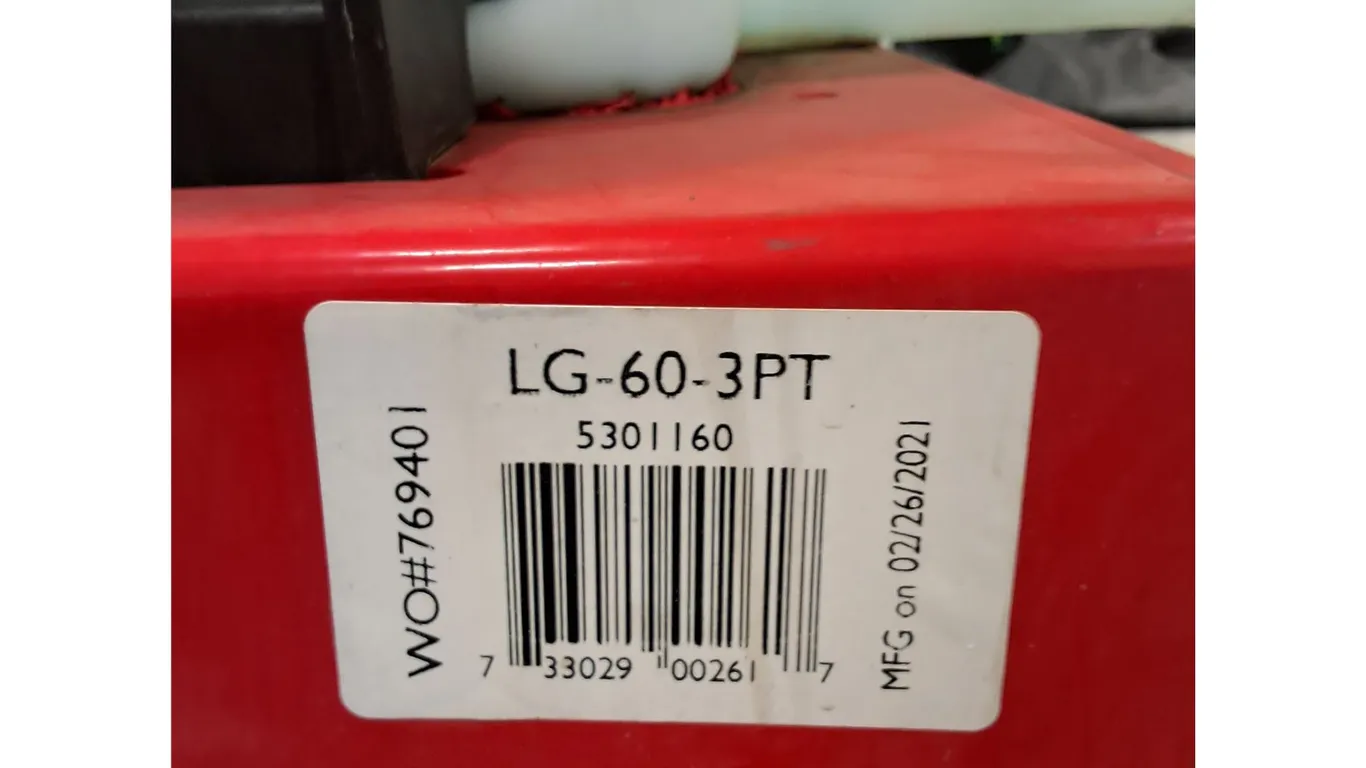 LG-60-3PT
5301160
WO#769401
MFG on 02/26/2021
7 33029 00261 7